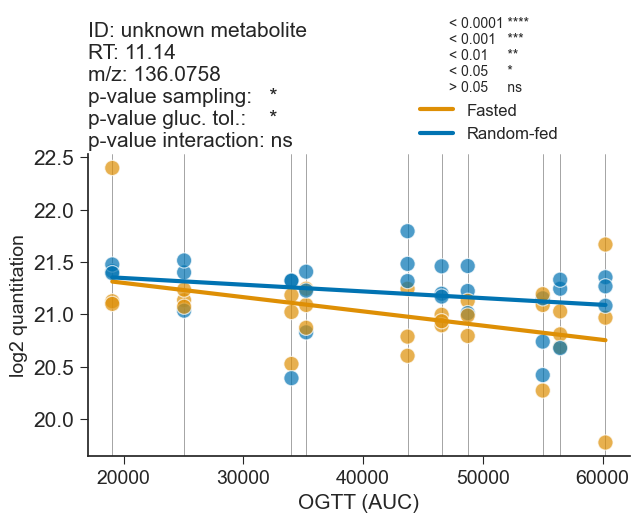 ID: unknown metabolite
RT: 11.14
m/z: 136.0758
p-value sampling: *
p-value gluc. tol.: *
p-value interaction: ns
< 0.0001 ****
< 0.001 ***
< 0.01 **
< 0.05 *
> 0.05 ns
Fasted
Random-fed
log2 quantitation
22.5
22.0
21.5
21.0
20.5
20.0
20000 30000 40000 50000 60000
OGTT (AUC)